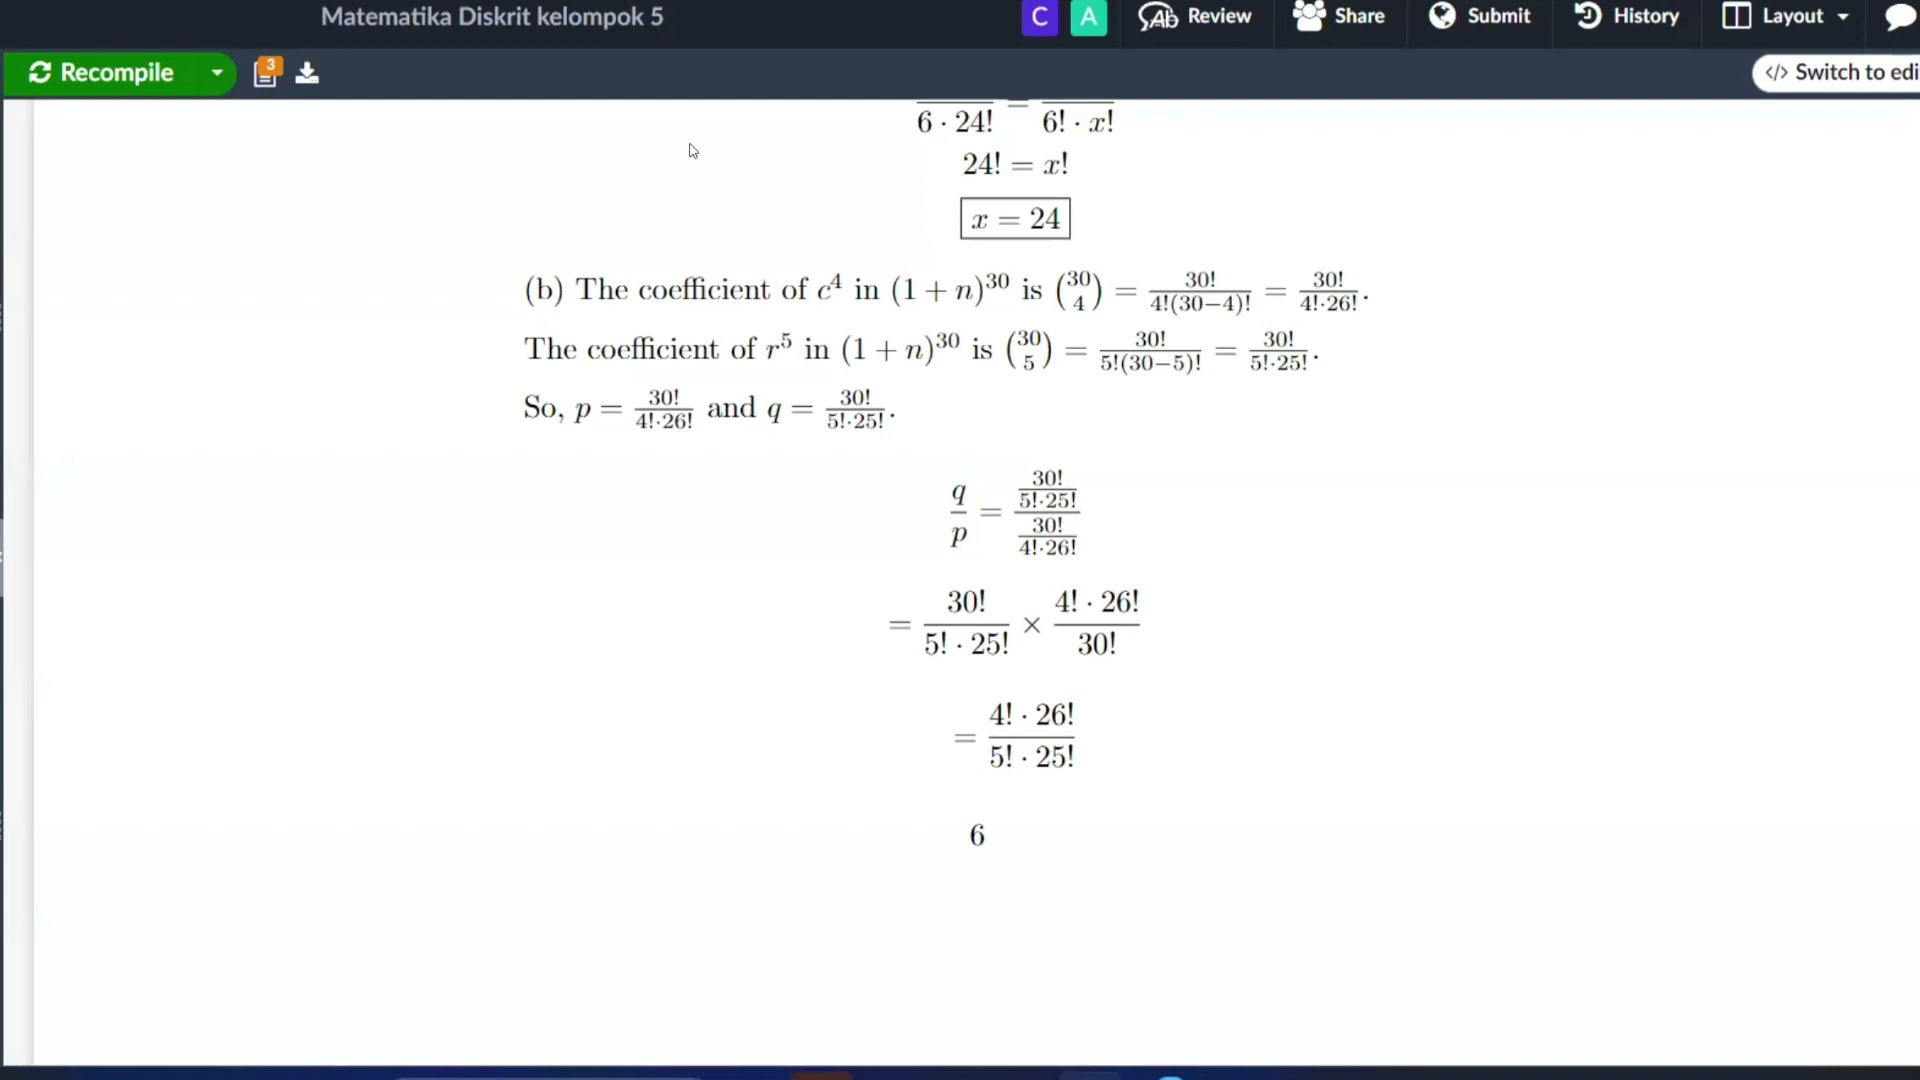 Matematika Diskrit kelompok 5 C A Review Share Submit History Layout
Recompile 3 </> Switch to edi
6 · 24! = 6! · x!
24! = x!
x = 24
(b) The coefficient of c⁴ in (1 + n)³⁰ is (30 4) = 30! / 4!(30−4)! = 30! / 4!·26! .
The coefficient of r⁵ in (1 + n)³⁰ is (30 5) = 30! / 5!(30−5)! = 30! / 5!·25! .
So, p = 30! / 4!·26! and q = 30! / 5!·25! .
q / p = (30! / 5!·25!) / (30! / 4!·26!)
= 30! / 5! · 25! × 4! · 26! / 30!
= 4! · 26! / 5! · 25!
6